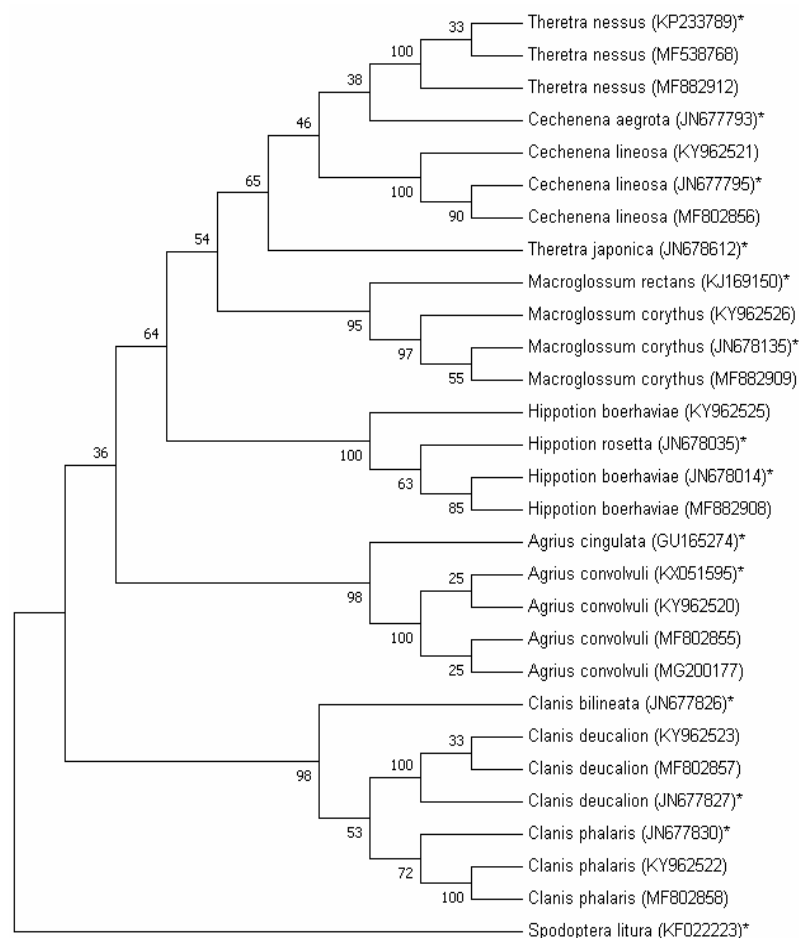 33
Theretra nessus (KP233789)*
100
Theretra nessus (MF538768)
38
Theretra nessus (MF882912)
46
Cechenena aegrota (JN677793)*
Cechenena lineosa (KY962521)
65
100
Cechenena lineosa (JN677795)*
90
Cechenena lineosa (MF802856)
54
Theretra japonica (JN678612)*
Macroglossum rectans (KJ169150)*
95
Macroglossum corythus (KY962526)
64
97
Macroglossum corythus (JN678135)*
55
Macroglossum corythus (MF882909)
Hippotion boerhaviae (KY962525)
36
100
Hippotion rosetta (JN678035)*
63
Hippotion boerhaviae (JN678014)*
85
Hippotion boerhaviae (MF882908)
Agrius cingulata (GU165274)*
98
25
Agrius convolvuli (KX051595)*
Agrius convolvuli (KY962520)
100
Agrius convolvuli (MF802855)
25
Agrius convolvuli (MG200177)
Clanis bilineata (JN677826)*
98
33
Clanis deucalion (KY962523)
100
Clanis deucalion (MF802857)
Clanis deucalion (JN677827)*
53
Clanis phalaris (JN677830)*
72
Clanis phalaris (KY962522)
100
Clanis phalaris (MF802858)
Spodoptera litura (KF022223)*